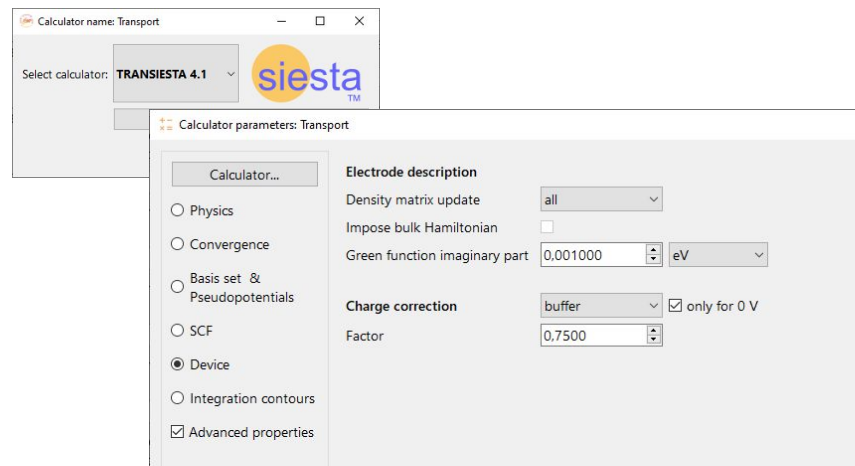 Calculator name: Transport
Select calculator: TRANSIESTA 4.1
siesta
TM
Calculator parameters: Transport
Calculator...
Physics
Convergence
Basis set &
Pseudopotentials
SCF
Device
Integration contours
Advanced properties
Electrode description
Density matrix update all
Impose bulk Hamiltonian
Green function imaginary part 0,001000 eV
Charge correction buffer only for 0 V
Factor 0,7500